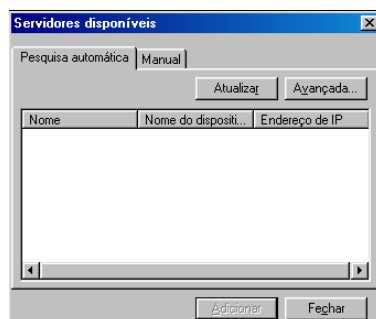 Servidores disponíveis
Pesquisa automática Manual
Atualizar Avançada...
Nome Nome do dispositi... Endereço de IP
Adicionar Fechar